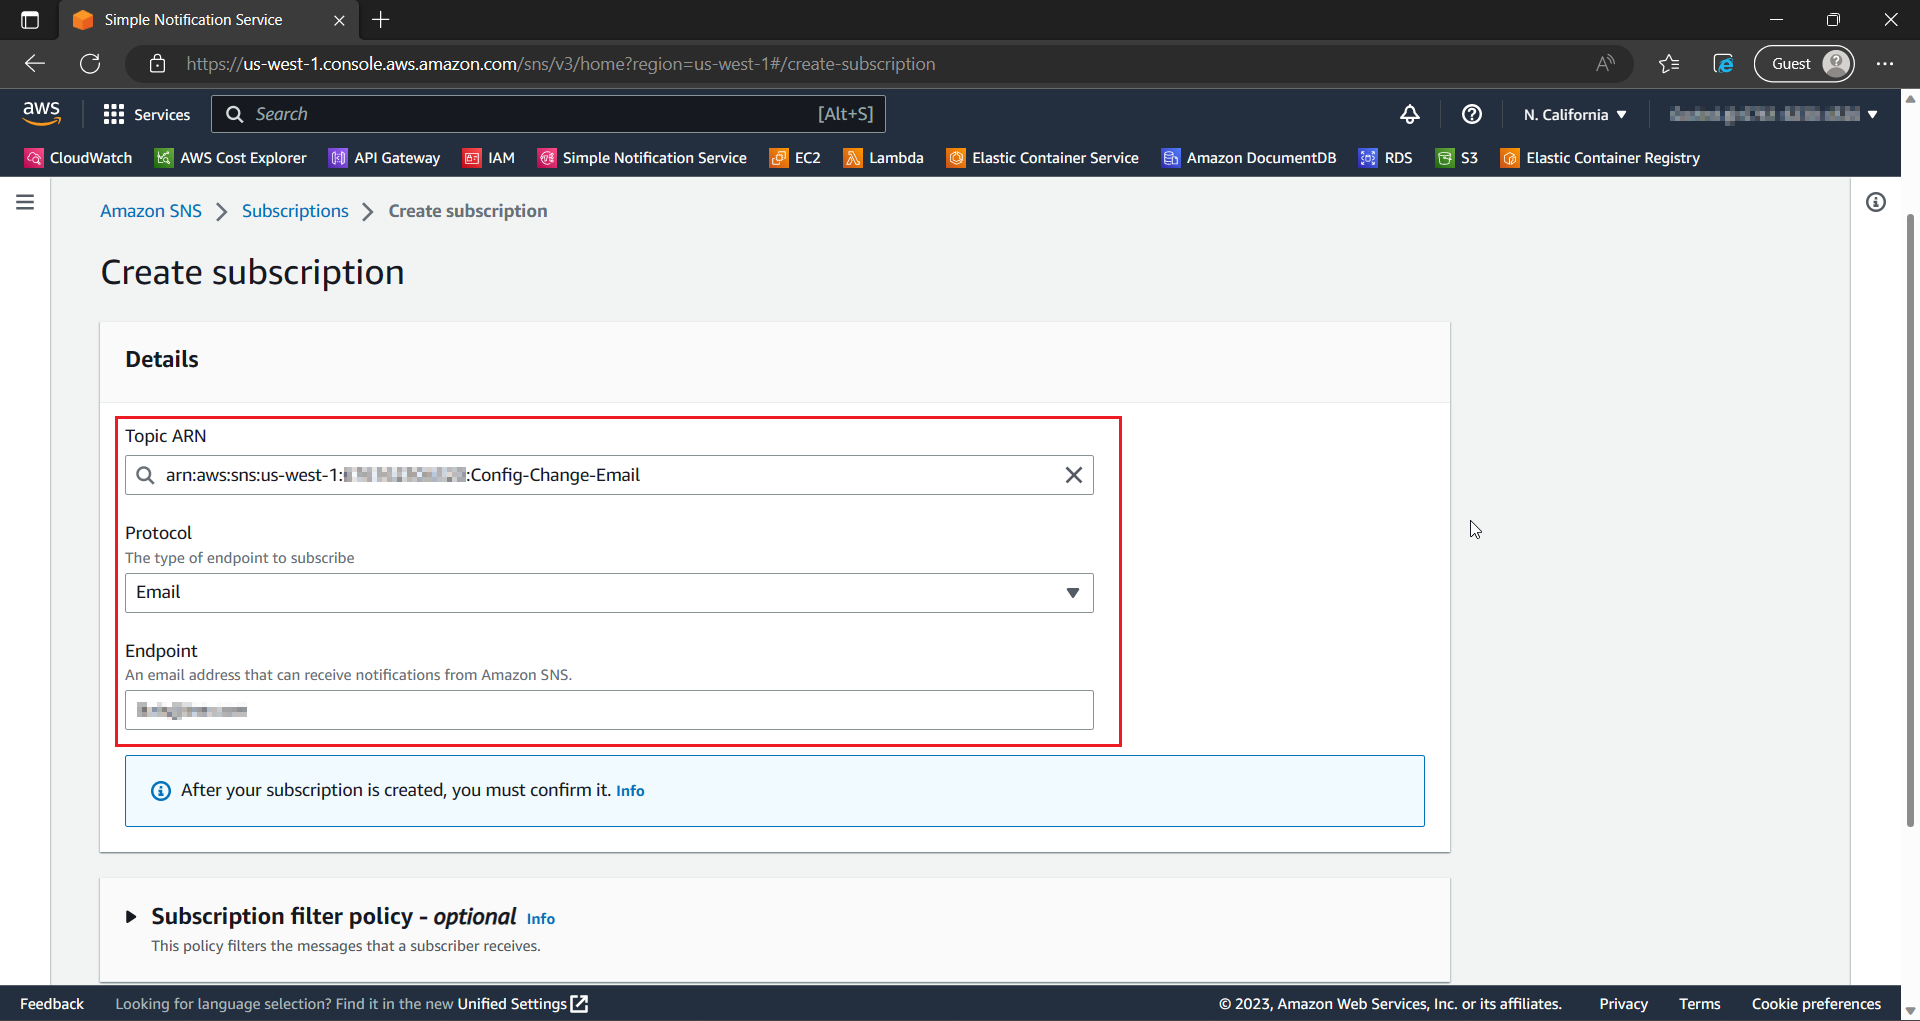 Simple Notification Service
https://us-west-1.console.aws.amazon.com/sns/v3/home?region=us-west-1#/create-subscription
Guest
aws
Services
Search
[Alt+S]
N. California
CloudWatch
AWS Cost Explorer
API Gateway
IAM
Simple Notification Service
EC2
Lambda
Elastic Container Service
Amazon DocumentDB
RDS
S3
Elastic Container Registry
Amazon SNS
Subscriptions
Create subscription
Create subscription
Details
Topic ARN
arn:aws:sns:us-west-1: :Config-Change-Email
Protocol
The type of endpoint to subscribe
Email
Endpoint
An email address that can receive notifications from Amazon SNS.
After your subscription is created, you must confirm it. Info
Subscription filter policy - optional Info
This policy filters the messages that a subscriber receives.
Feedback
Looking for language selection? Find it in the new Unified Settings
© 2023, Amazon Web Services, Inc. or its affiliates.
Privacy
Terms
Cookie preferences